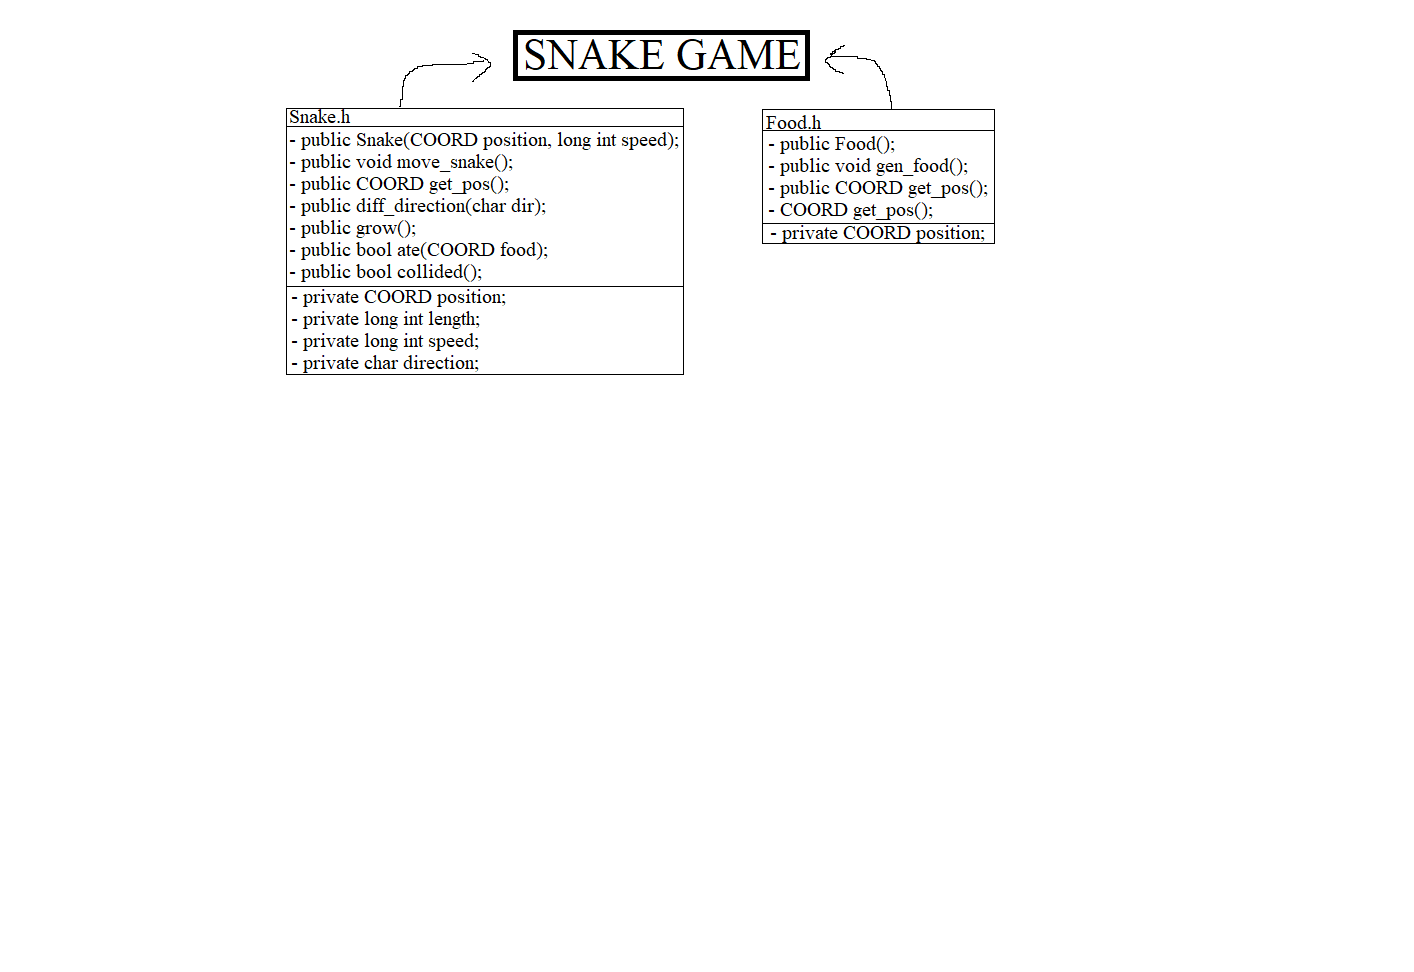 SNAKE GAME
Snake.h
- public Snake(COORD position, long int speed);
- public void move_snake();
- public COORD get_pos();
- public diff_direction(char dir);
- public grow();
- public bool ate(COORD food);
- public bool collided();
- private COORD position;
- private long int length;
- private long int speed;
- private char direction;
Food.h
- public Food();
- public void gen_food();
- public COORD get_pos();
- COORD get_pos();
- private COORD position;